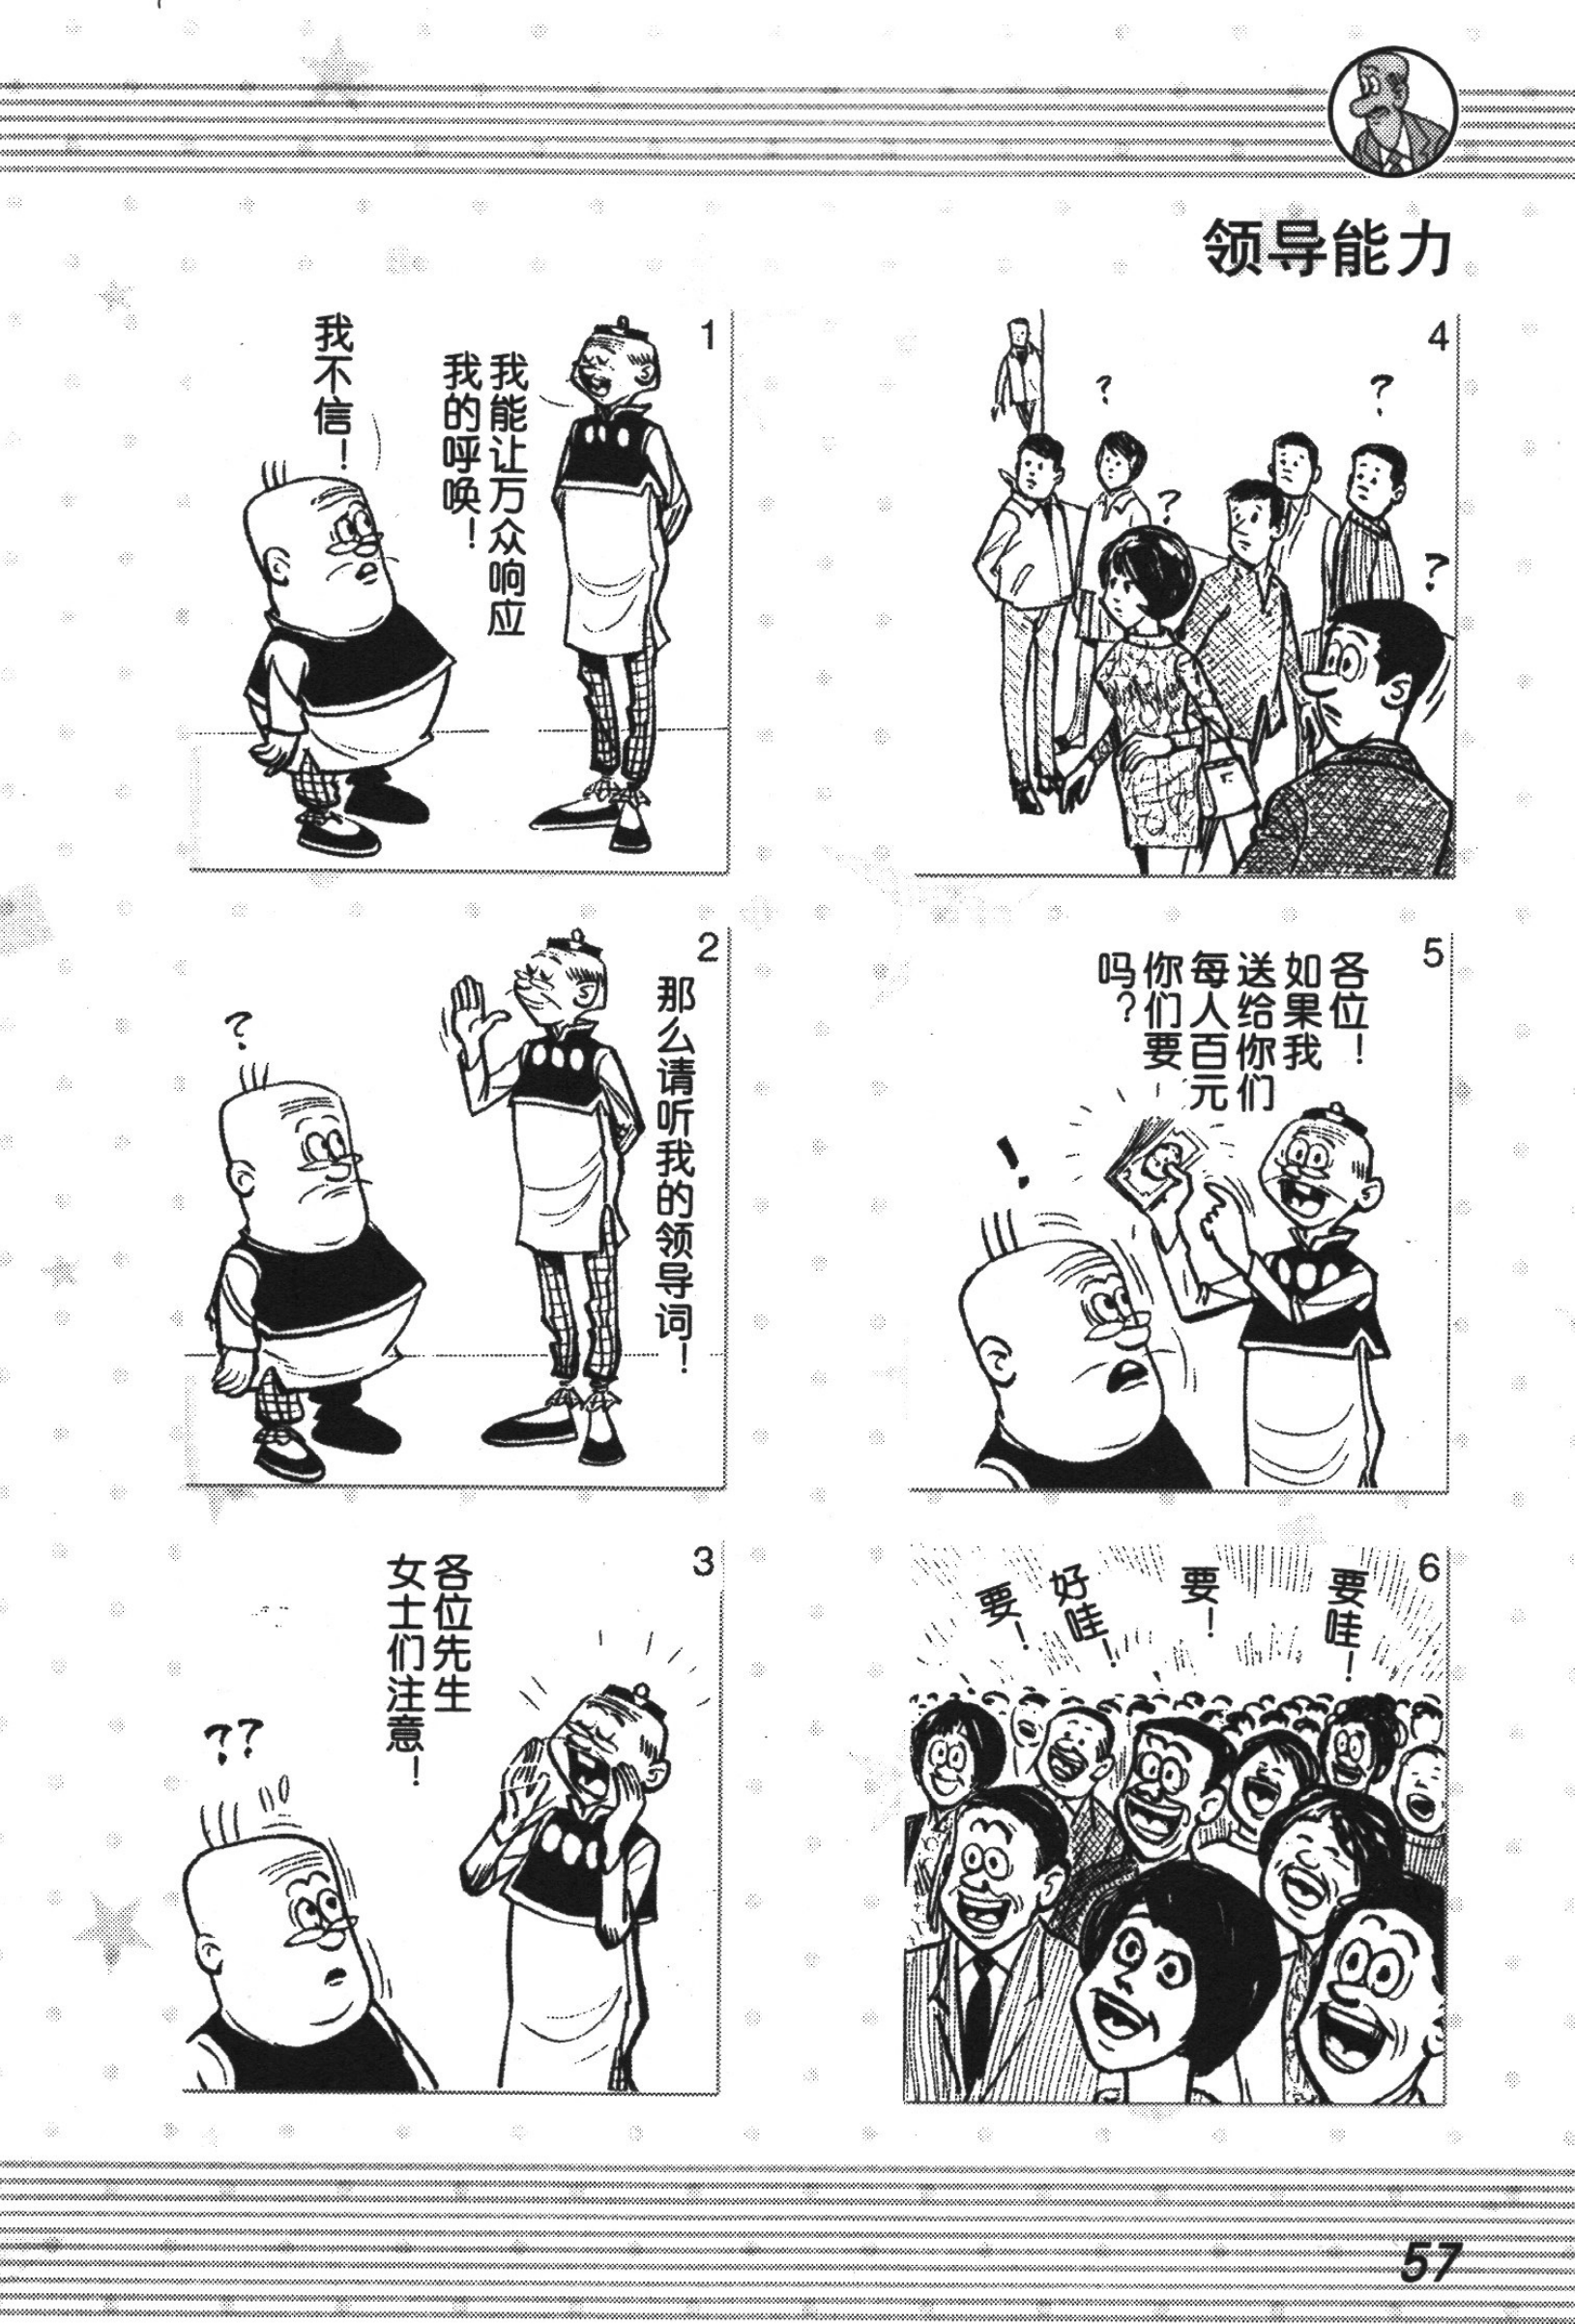 领导能力
1
我能让万众响应
我的呼唤！
我不信！
2
那么请听我的领导词！
?
3
各位先生
女士们注意！
??
4
?
?
?
?
5
各位！
如果我
送给你们
每人百元
你们要
吗？
!
6
要哇！
要！
好哇！
要！
57